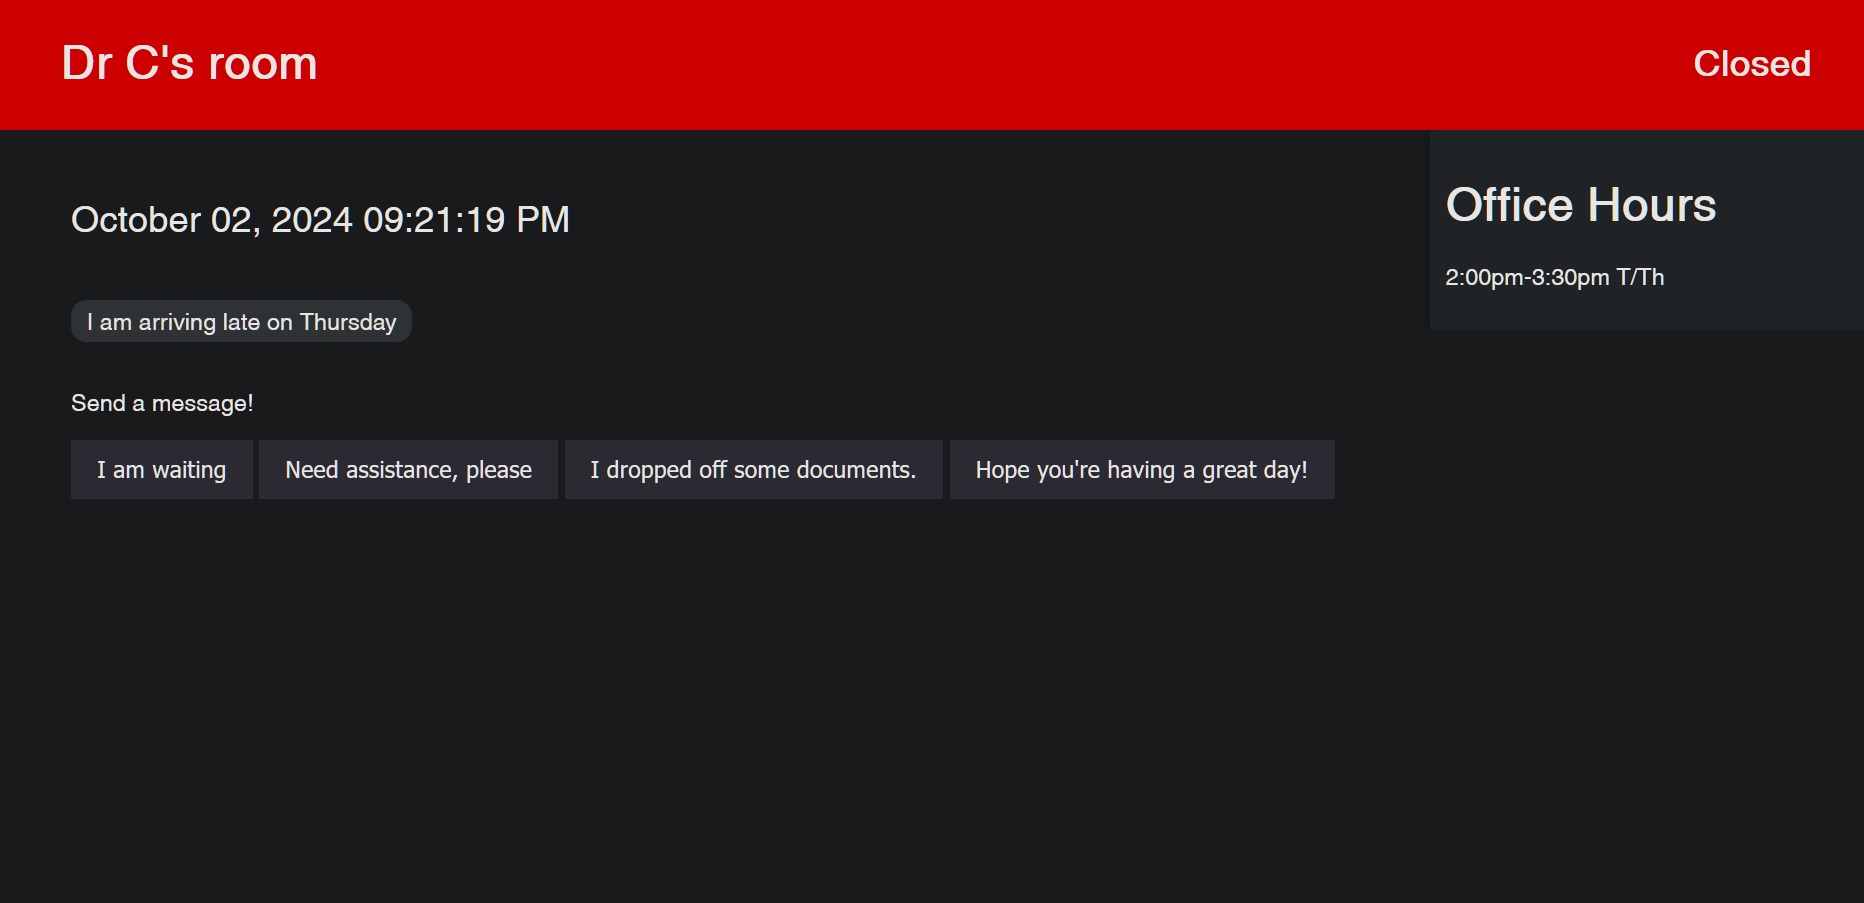 Dr C's room
Closed
October 02, 2024 09:21:19 PM
I am arriving late on Thursday
Send a message!
I am waiting
Need assistance, please
I dropped off some documents.
Hope you're having a great day!
Office Hours
2:00pm-3:30pm T/Th